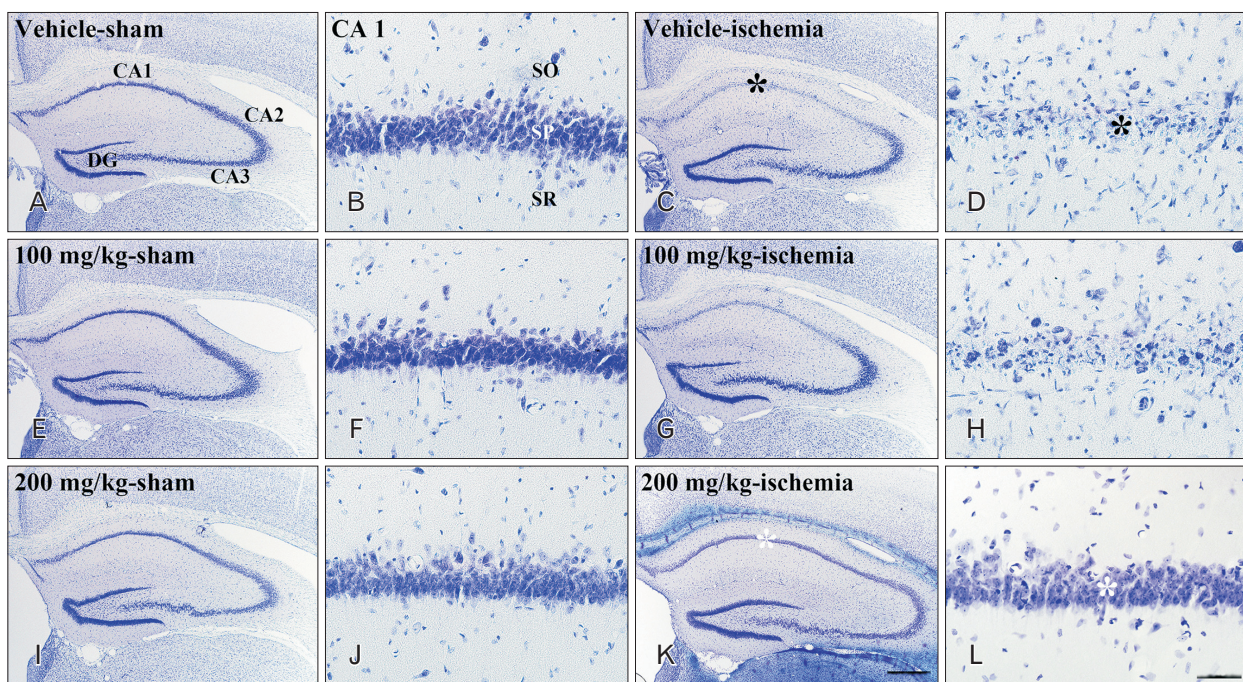 Vehicle-sham
CA1
CA2
DG
CA3
A
CA 1
SO
SP
SR
B
Vehicle-ischemia
*
C
*
D
100 mg/kg-sham
E
F
100 mg/kg-ischemia
G
H
200 mg/kg-sham
I
J
200 mg/kg-ischemia
*
K
*
L